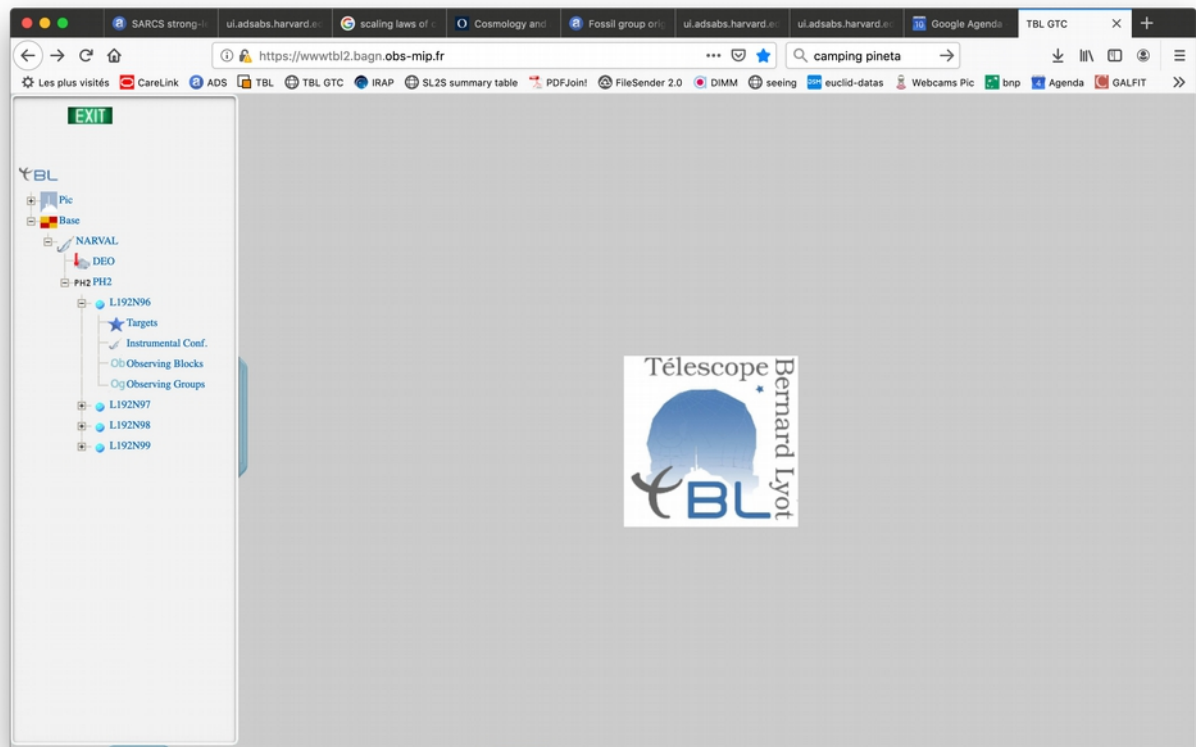 SARCS strong-l
ui.adsabs.harvard.ed
scaling laws of c
Cosmology and
Fossil group orig
ui.adsabs.harvard.ed
ui.adsabs.harvard.ed
Google Agenda
TBL GTC
https://wwwtbl2.bagn.obs-mip.fr
camping pineta
Les plus visités CareLink ADS TBL TBL GTC IRAP SL2S summary table PDFJoin! FileSender 2.0 DIMM seeing euclid-datas Webcams Pic bnp Agenda GALFIT
EXIT
TBL
Pic
Base
NARVAL
DEO
PH2 PH2
L192N96
Targets
Instrumental Conf.
Ob Observing Blocks
Og Observing Groups
L192N97
L192N98
L192N99
Télescope
Bernard Lyot
TBL